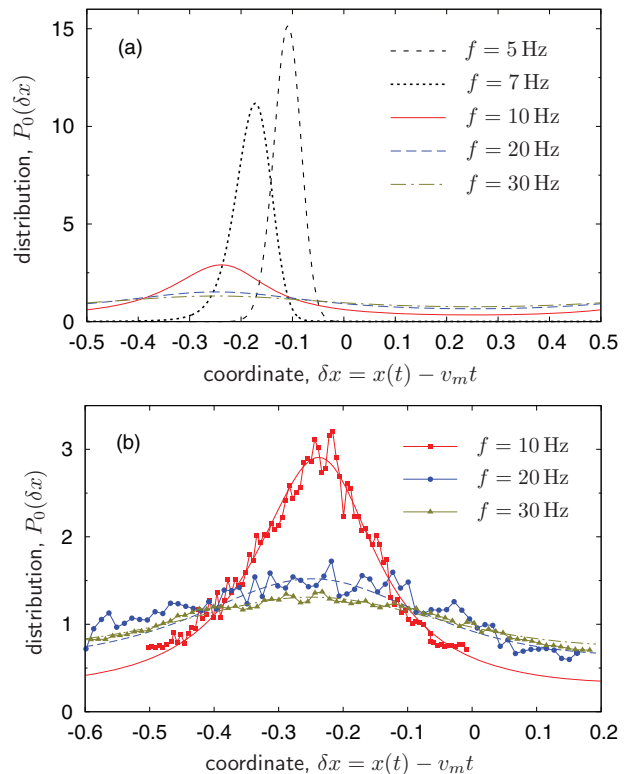 (a)
f = 5 Hz
f = 7 Hz
f = 10 Hz
f = 20 Hz
f = 30 Hz
distribution, P₀(δx)
15
10
5
0
-0.5 -0.4 -0.3 -0.2 -0.1 0 0.1 0.2 0.3 0.4 0.5
coordinate, δx = x(t) − vₘt
(b)
f = 10 Hz
f = 20 Hz
f = 30 Hz
distribution, P₀(δx)
3
2
1
0
-0.6 -0.5 -0.4 -0.3 -0.2 -0.1 0 0.1 0.2
coordinate, δx = x(t) − vₘt